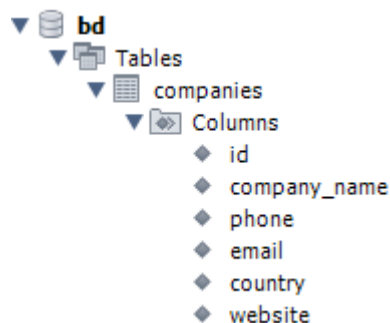 bd
Tables
companies
Columns
id
company_name
phone
email
country
website